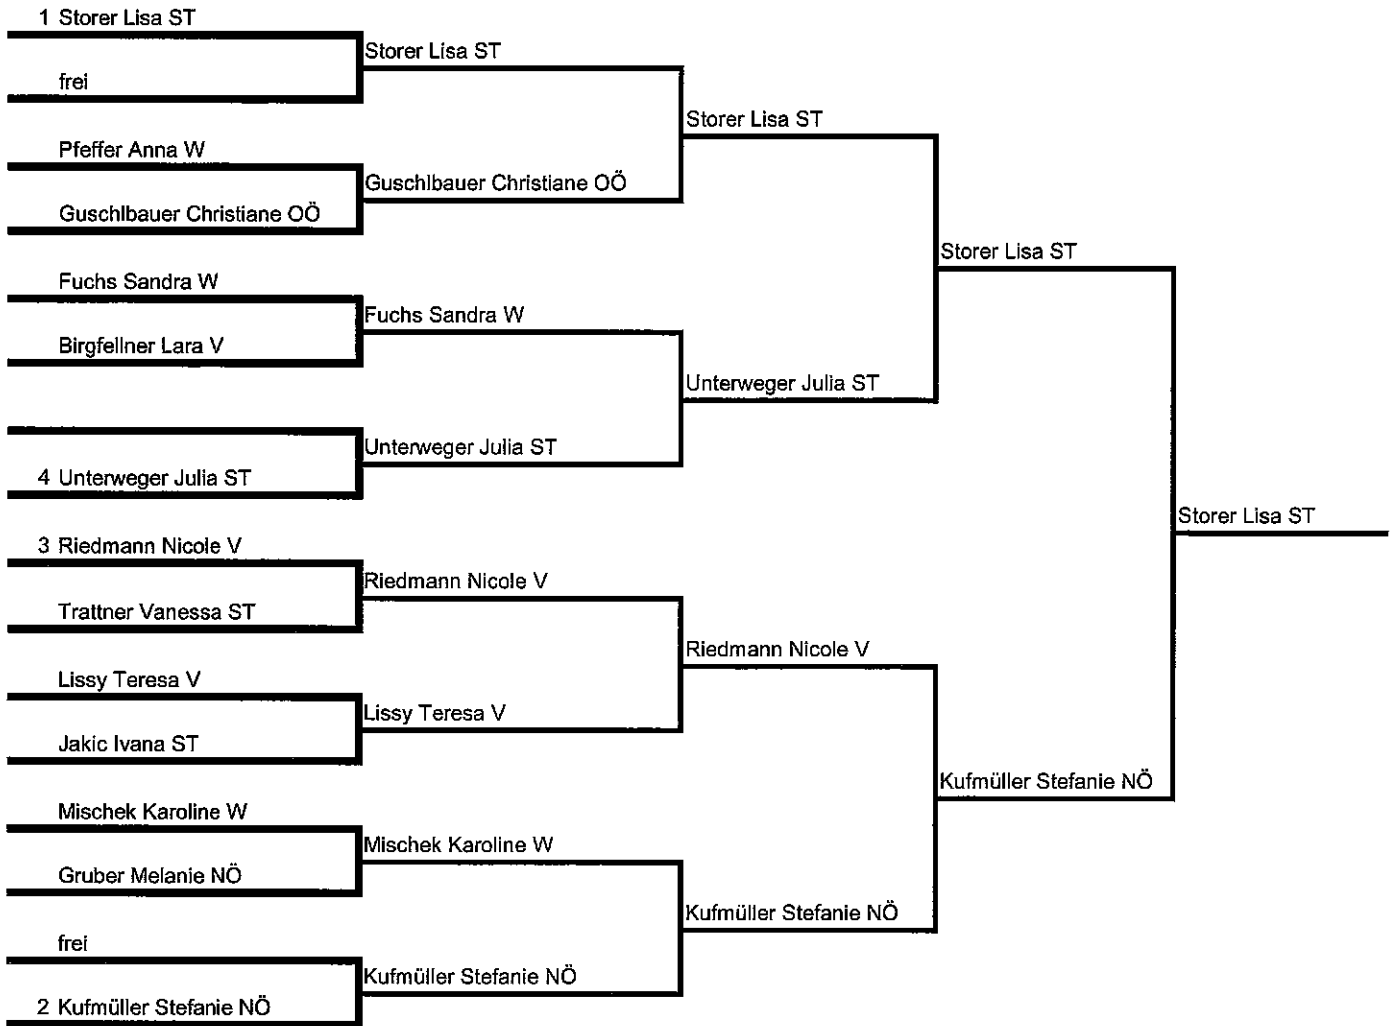 1 Storer Lisa ST
frei
Pfeffer Anna W
Guschlbauer Christiane OÖ
Fuchs Sandra W
Birgfellner Lara V
4 Unterweger Julia ST
3 Riedmann Nicole V
Trattner Vanessa ST
Lissy Teresa V
Jakic Ivana ST
Mischek Karoline W
Gruber Melanie NÖ
frei
2 Kufmüller Stefanie NÖ
Storer Lisa ST
Guschlbauer Christiane OÖ
Fuchs Sandra W
Unterweger Julia ST
Riedmann Nicole V
Lissy Teresa V
Mischek Karoline W
Kufmüller Stefanie NÖ
Storer Lisa ST
Unterweger Julia ST
Riedmann Nicole V
Kufmüller Stefanie NÖ
Storer Lisa ST
Kufmüller Stefanie NÖ
Storer Lisa ST